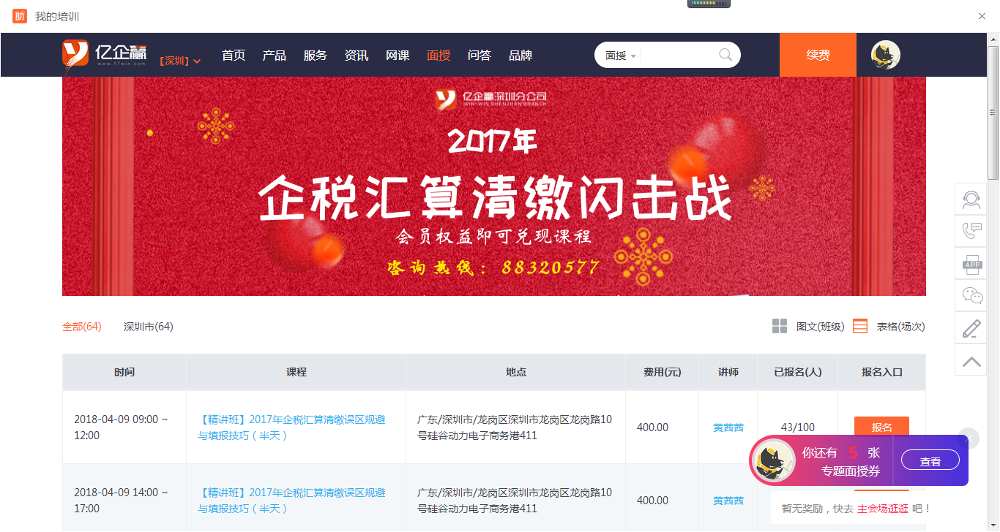 助 我的培训
亿企赢
www.17win.com
【深圳】 首页 产品 服务 资讯 网课 面授 问答 品牌 面授 续费
亿企赢深圳分公司
WIN-WIN SHENZHEN BRANCH
2017年
企税汇算清缴闪击战
会员权益即可兑现课程
咨询热线：88320577
APP
全部(64) 深圳市(64) 图文(班级) 表格(场次)
时间 课程 地点 费用(元) 讲师 已报名(人) 报名入口
2018-04-09 09:00 ~
12:00
【精讲班】2017年企税汇算清缴误区规避
与填报技巧（半天）
广东/深圳市/龙岗区深圳市龙岗区龙岗路10
号硅谷动力电子商务港411
400.00 黄茜茜 43/100 报名
2018-04-09 14:00 ~
17:00
【精讲班】2017年企税汇算清缴误区规避
与填报技巧（半天）
广东/深圳市/龙岗区深圳市龙岗区龙岗路10
号硅谷动力电子商务港411
400.00 黄茜茜
你还有 5 张
专题面授券
查看
暂无奖励，快去 主会场逛逛 吧！